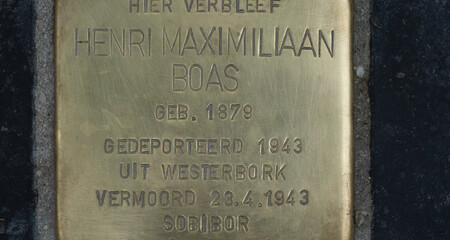 HIER VERBLEEF
HENRI MAXIMILIAAN
BOAS
GEB. 1879
GEDEPORTEERD 1943
UIT WESTERBORK
VERMOORD 23.4.1943
SOBIBOR